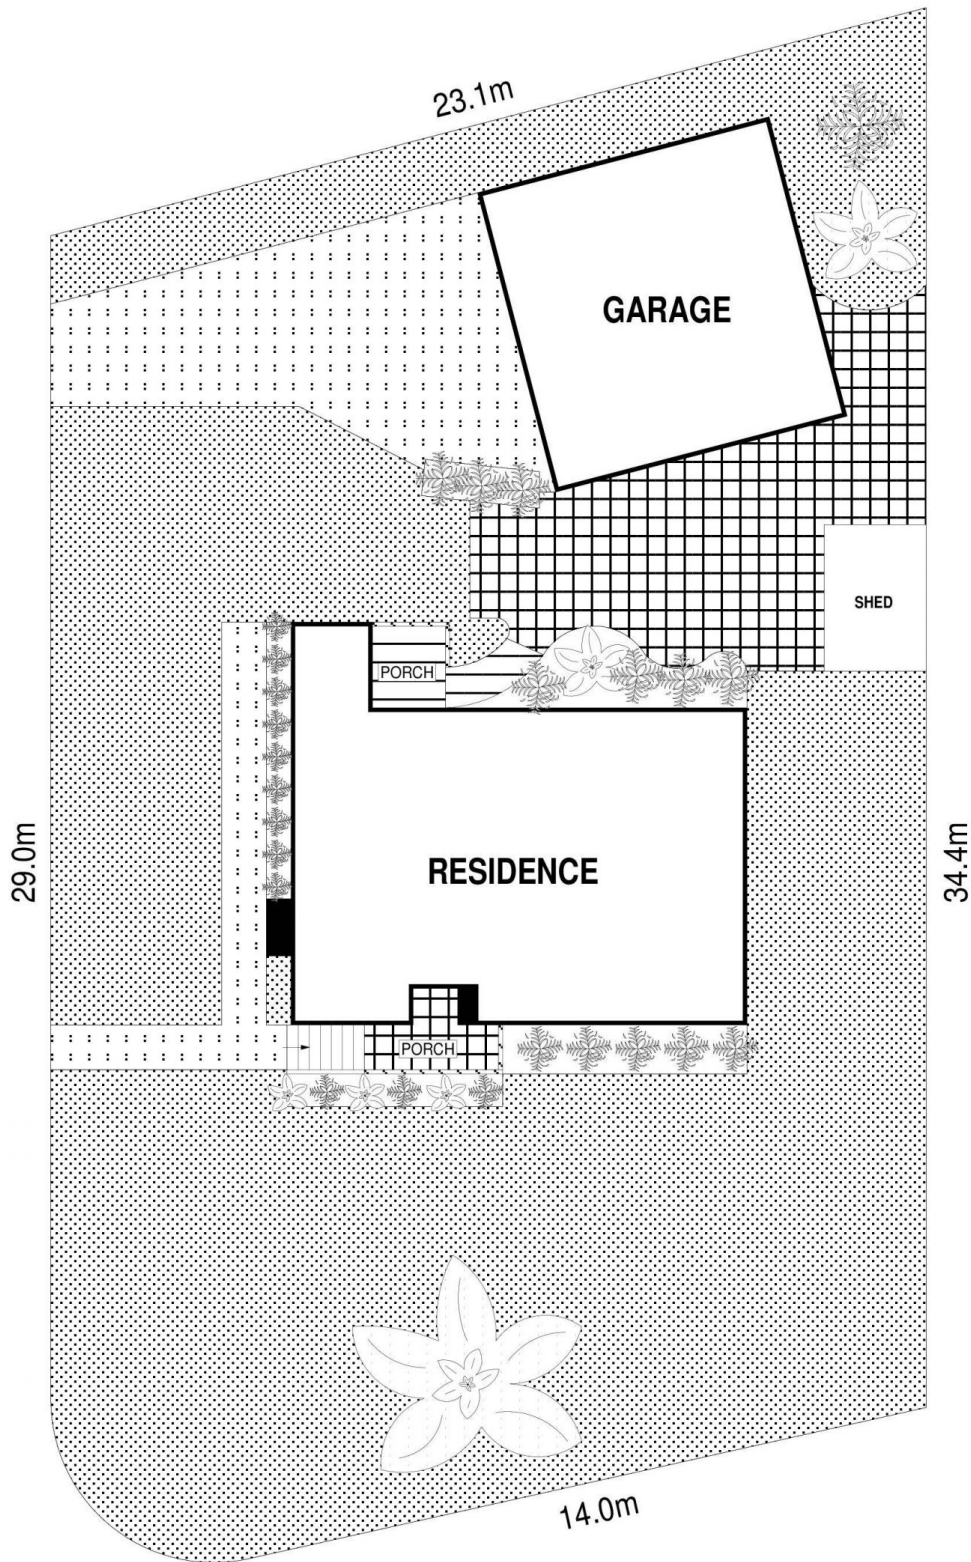 23.1m
GARAGE
SHED
PORCH
29.0m
RESIDENCE
34.4m
PORCH
14.0m